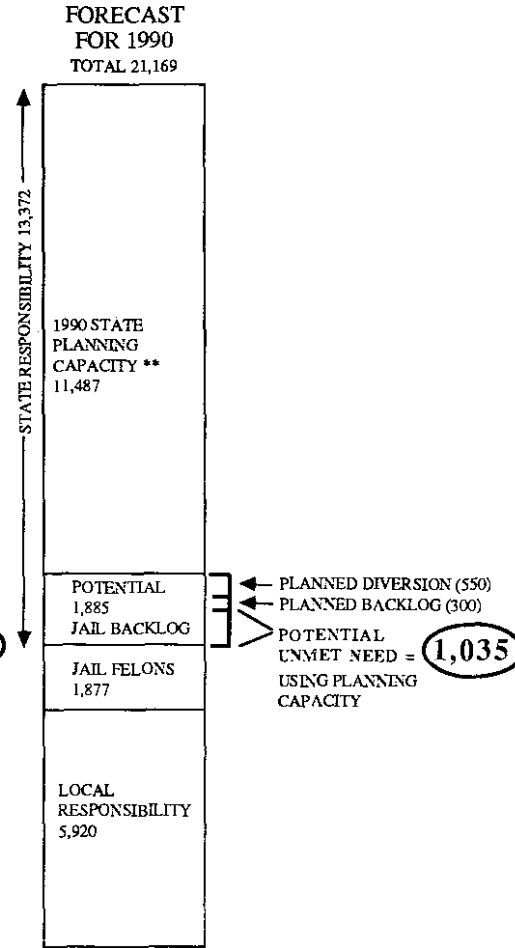 FORECAST
FOR 1990
TOTAL 21,169
STATE RESPONSIBILITY 13,372
1990 STATE
PLANNING
CAPACITY **
11,487
POTENTIAL
1,885
JAIL BACKLOG
PLANNED DIVERSION (550)
PLANNED BACKLOG (300)
POTENTIAL
UNMET NEED = 1,035
USING PLANNING
CAPACITY
JAIL FELONS
1,877
LOCAL
RESPONSIBILITY
5,920